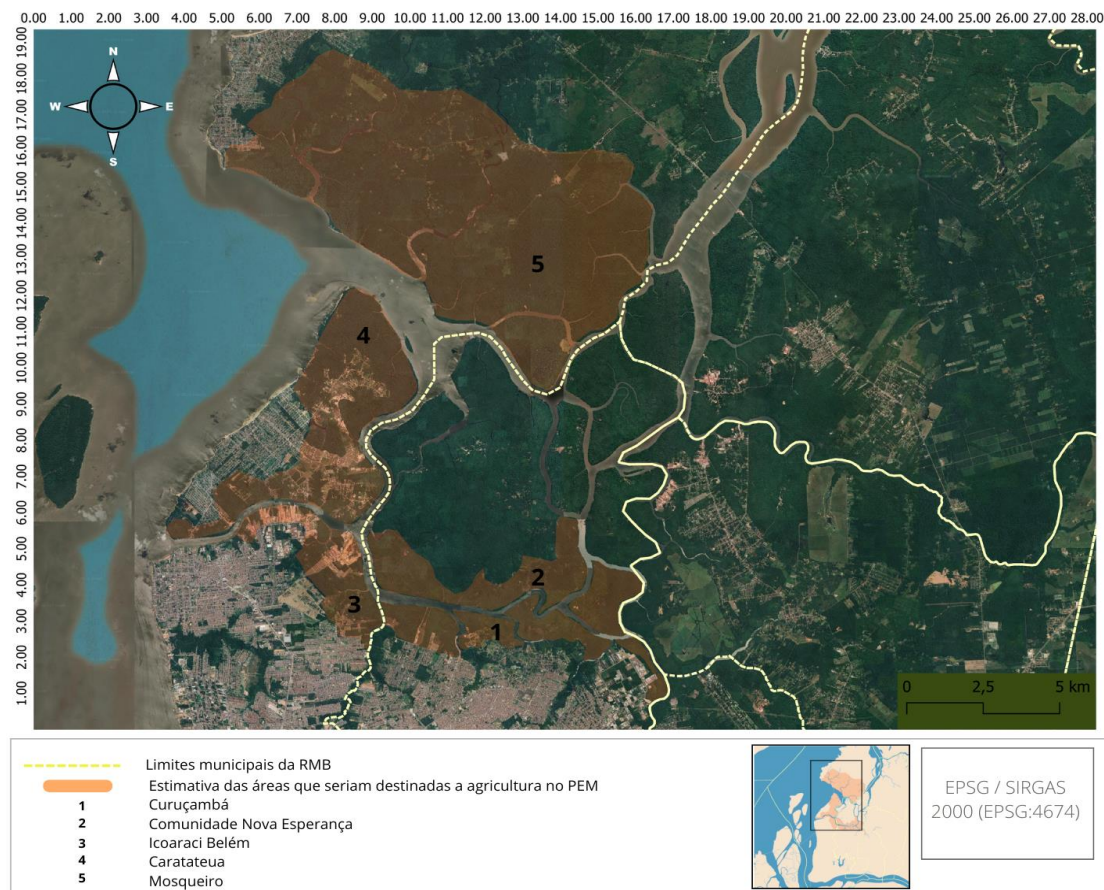 0.00 1.00 2.00 3.00 4.00 5.00 6.00 7.00 8.00 9.00 10.00 11.00 12.00 13.00 14.00 15.00 16.00 17.00 18.00 19.00 20.00 21.00 22.00 23.00 24.00 25.00 26.00 27.00 28.00
19.00
18.00
17.00
16.00
15.00
14.00
13.00
12.00
11.00
10.00
9.00
8.00
7.00
6.00
5.00
4.00
3.00
2.00
1.00
N
W E
S
5
4
2
3
1
0 2,5 5 km
Limites municipais da RMB
Estimativa das áreas que seriam destinadas a agricultura no PEM
1 Curuçambá
2 Comunidade Nova Esperança
3 Icoaraci Belém
4 Caratateua
5 Mosqueiro
EPSG / SIRGAS
2000 (EPSG:4674)